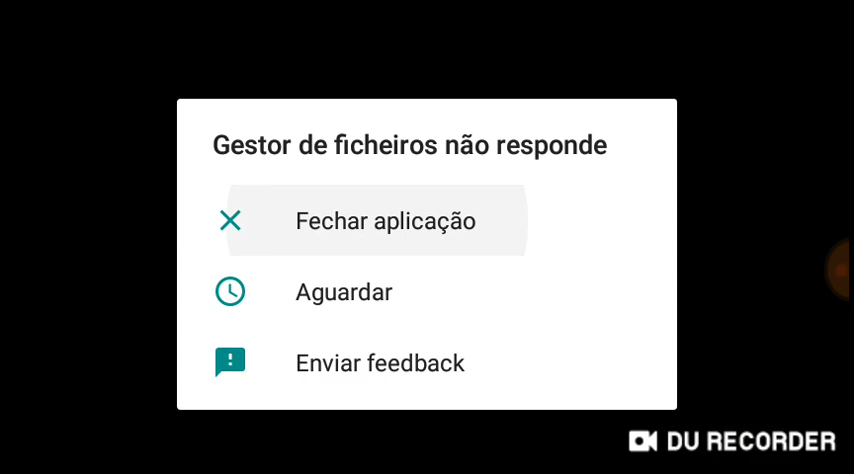 Gestor de ficheiros não responde
Fechar aplicação
Aguardar
Enviar feedback
DU RECORDER